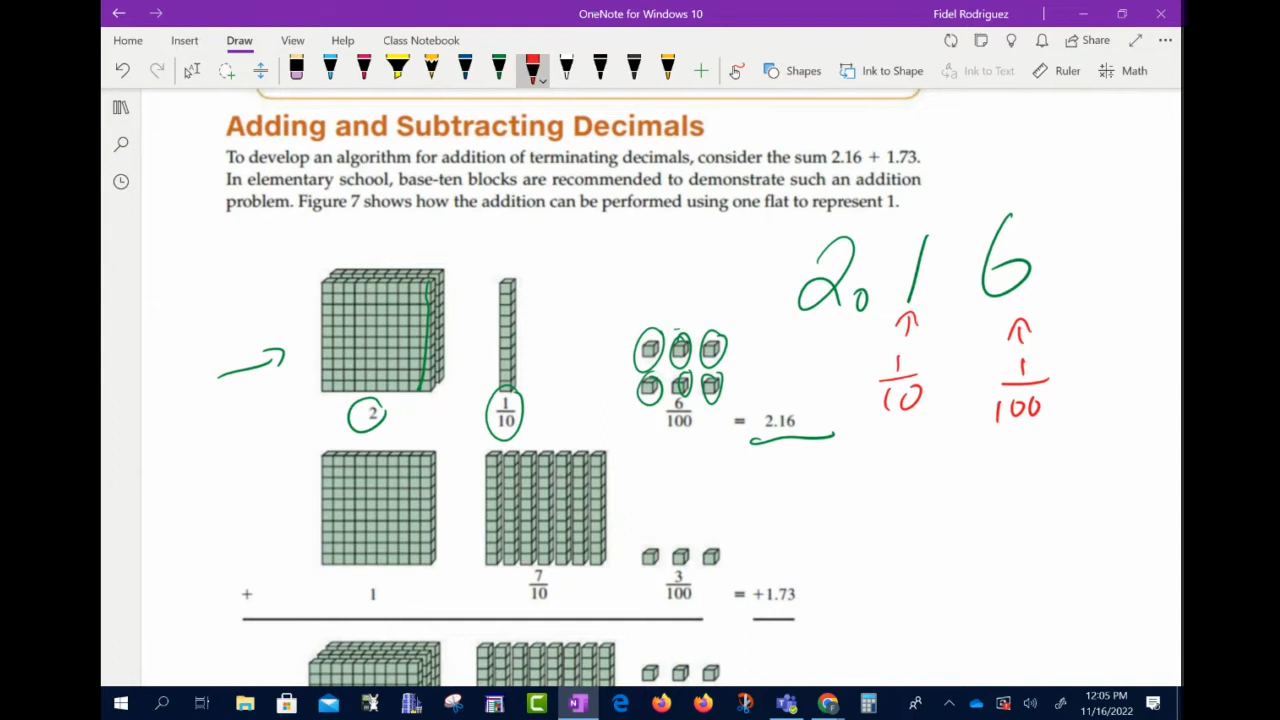 OneNote for Windows 10
Fidel Rodriguez
Home Insert Draw View Help Class Notebook
Share
Shapes Ink to Shape Ink to Text Ruler Math
Adding and Subtracting Decimals
To develop an algorithm for addition of terminating decimals, consider the sum 2.16 + 1.73.
In elementary school, base-ten blocks are recommended to demonstrate such an addition
problem. Figure 7 shows how the addition can be performed using one flat to represent 1.
2.16
1/10 1/100
2 1/10 6/100 = 2.16
+ 1 7/10 3/100 = +1.73
12:05 PM
11/16/2022